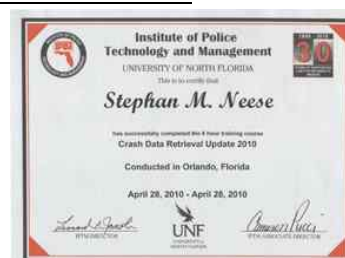 Institute of Police
Technology and Management
UNIVERSITY OF NORTH FLORIDA
This is to certify that
Stephan M. Neese
has successfully completed the 8 hour training course
Crash Data Retrieval Update 2010
Conducted in Orlando, Florida
April 28, 2010 - April 28, 2010
UNF